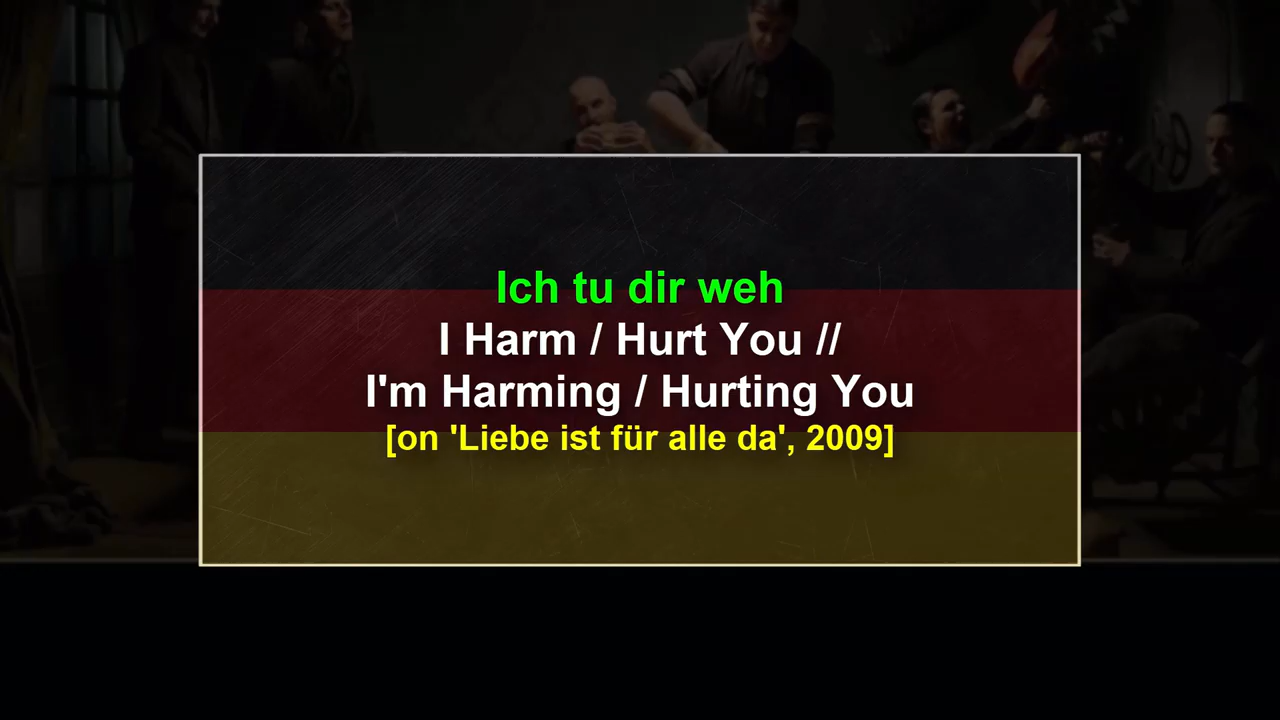 Ich tu dir weh
I Harm / Hurt You //
I'm Harming / Hurting You
[on 'Liebe ist für alle da', 2009]